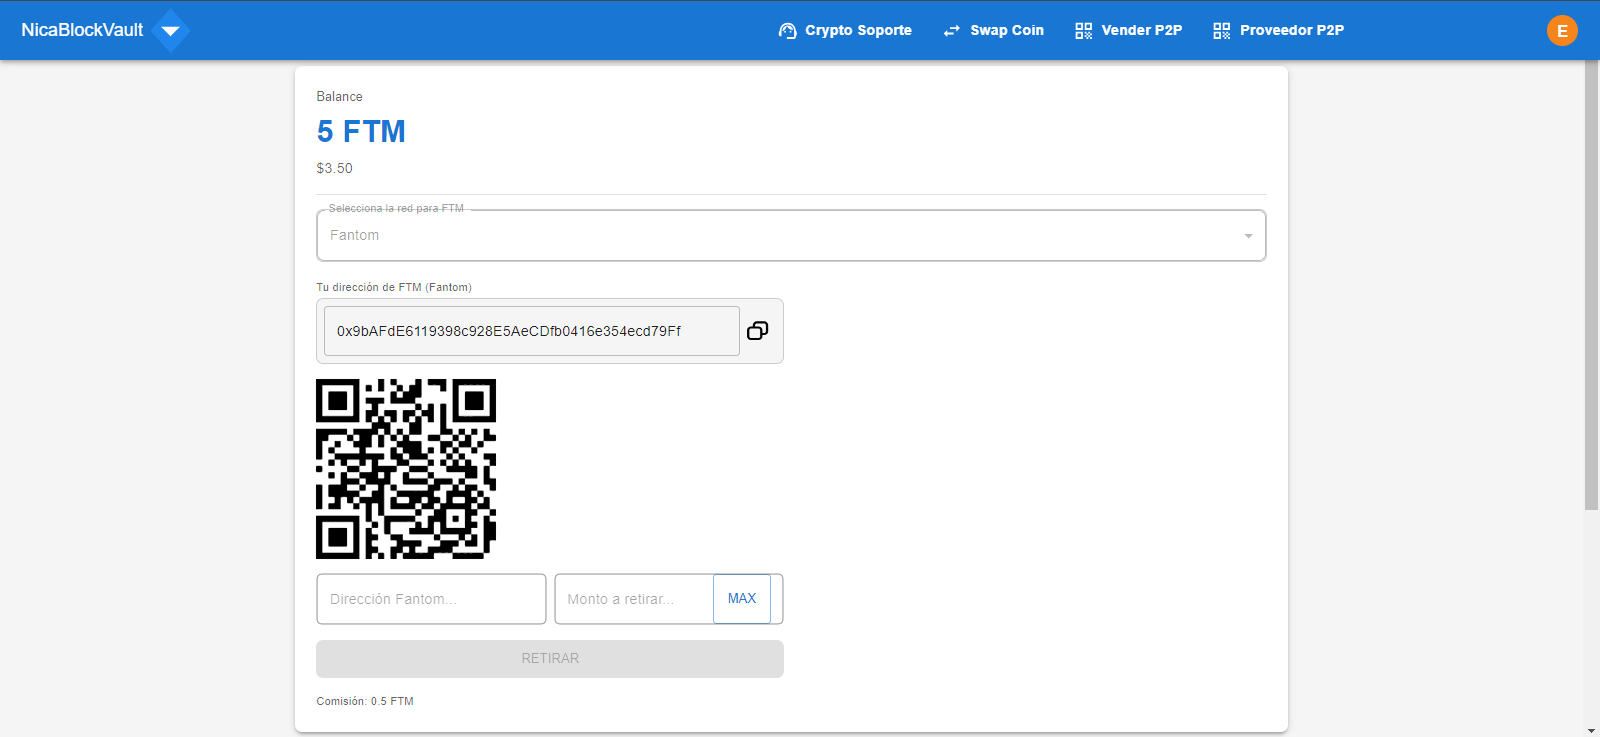 NicaBlockVault
Crypto Soporte
Swap Coin
Vender P2P
Proveedor P2P
E
Balance
5 FTM
$3.50
Selecciona la red para FTM
Fantom
Tu dirección de FTM (Fantom)
0x9bAFdE6119398c928E5AeCDfb0416e354ecd79Ff
Dirección Fantom...
Monto a retirar...
MAX
RETIRAR
Comisión: 0.5 FTM